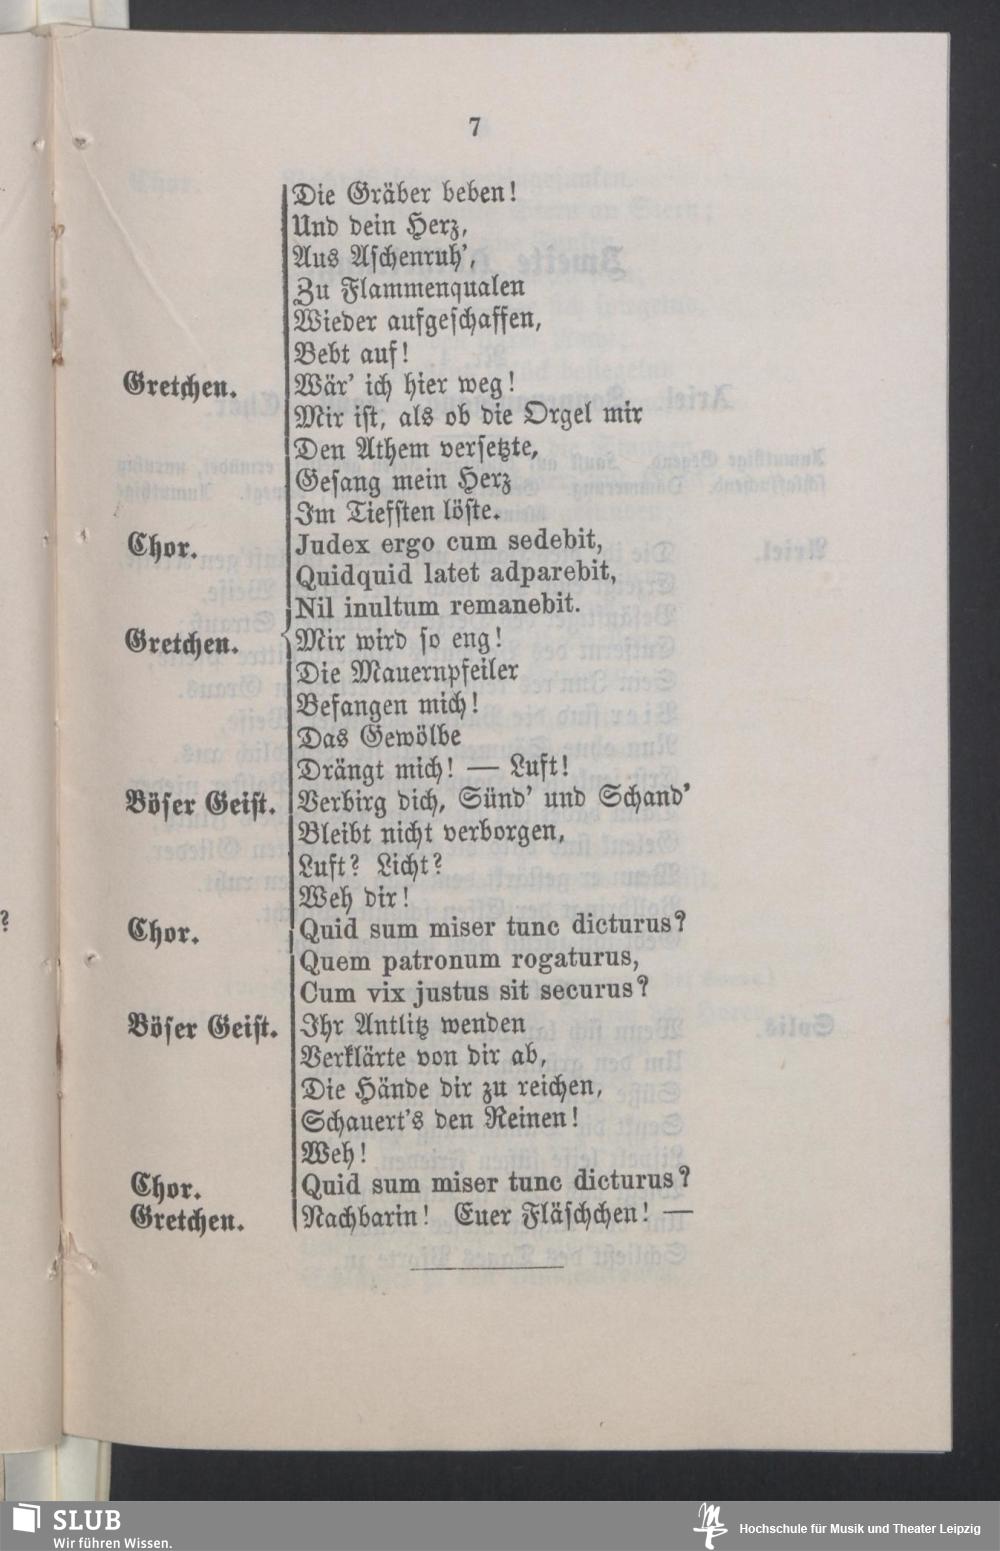 7
Die Gräber beben!
Und dein Herz,
Aus Aschenruh',
Zu Flammenqualen
Wieder aufgeschaffen,
Bebt auf!
Gretchen. Wär' ich hier weg!
Mir ist, als ob die Orgel mir
Den Athem versetzte,
Gesang mein Herz
Im Tiefsten löste.
Chor. Judex ergo cum sedebit,
Quidquid latet adparebit,
Nil inultum remanebit.
Gretchen. Mir wird so eng!
Die Mauernpfeiler
Befangen mich!
Das Gewölbe
Drängt mich! — Luft!
Böser Geist. Verbirg dich, Sünd' und Schand'
Bleibt nicht verborgen,
Luft? Licht?
Weh dir!
Chor. Quid sum miser tunc dicturus?
Quem patronum rogaturus,
Cum vix justus sit securus?
Böser Geist. Ihr Antlitz wenden
Verklärte von dir ab,
Die Hände dir zu reichen,
Schauert's den Reinen!
Weh!
Chor. Quid sum miser tunc dicturus?
Gretchen. Nachbarin! Euer Fläschchen! —
SLUB
Wir führen Wissen.
Hochschule für Musik und Theater Leipzig